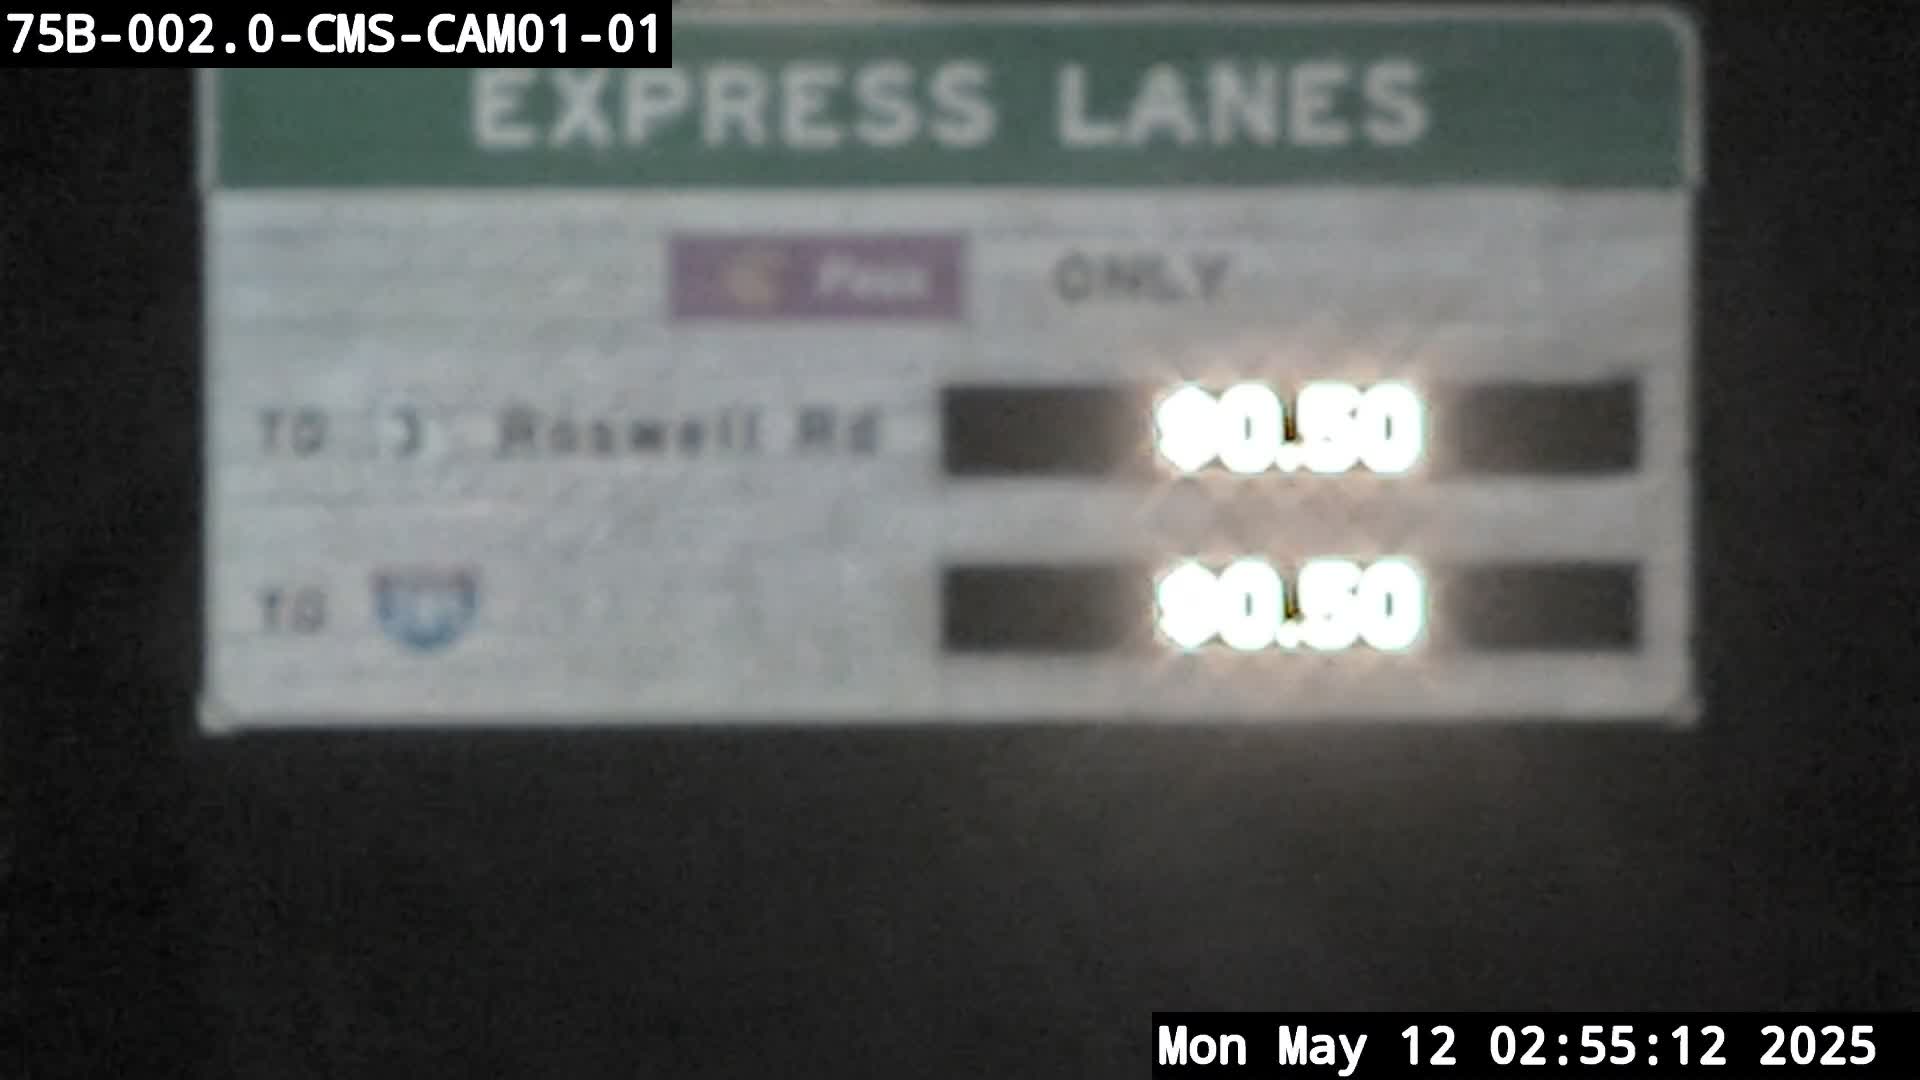 75B-002.0-CMS-CAM01-01
EXPRESS LANES
Pass ONLY
TO 3 Roswell Rd $0.50
TO $0.50
Mon May 12 02:55:12 2025